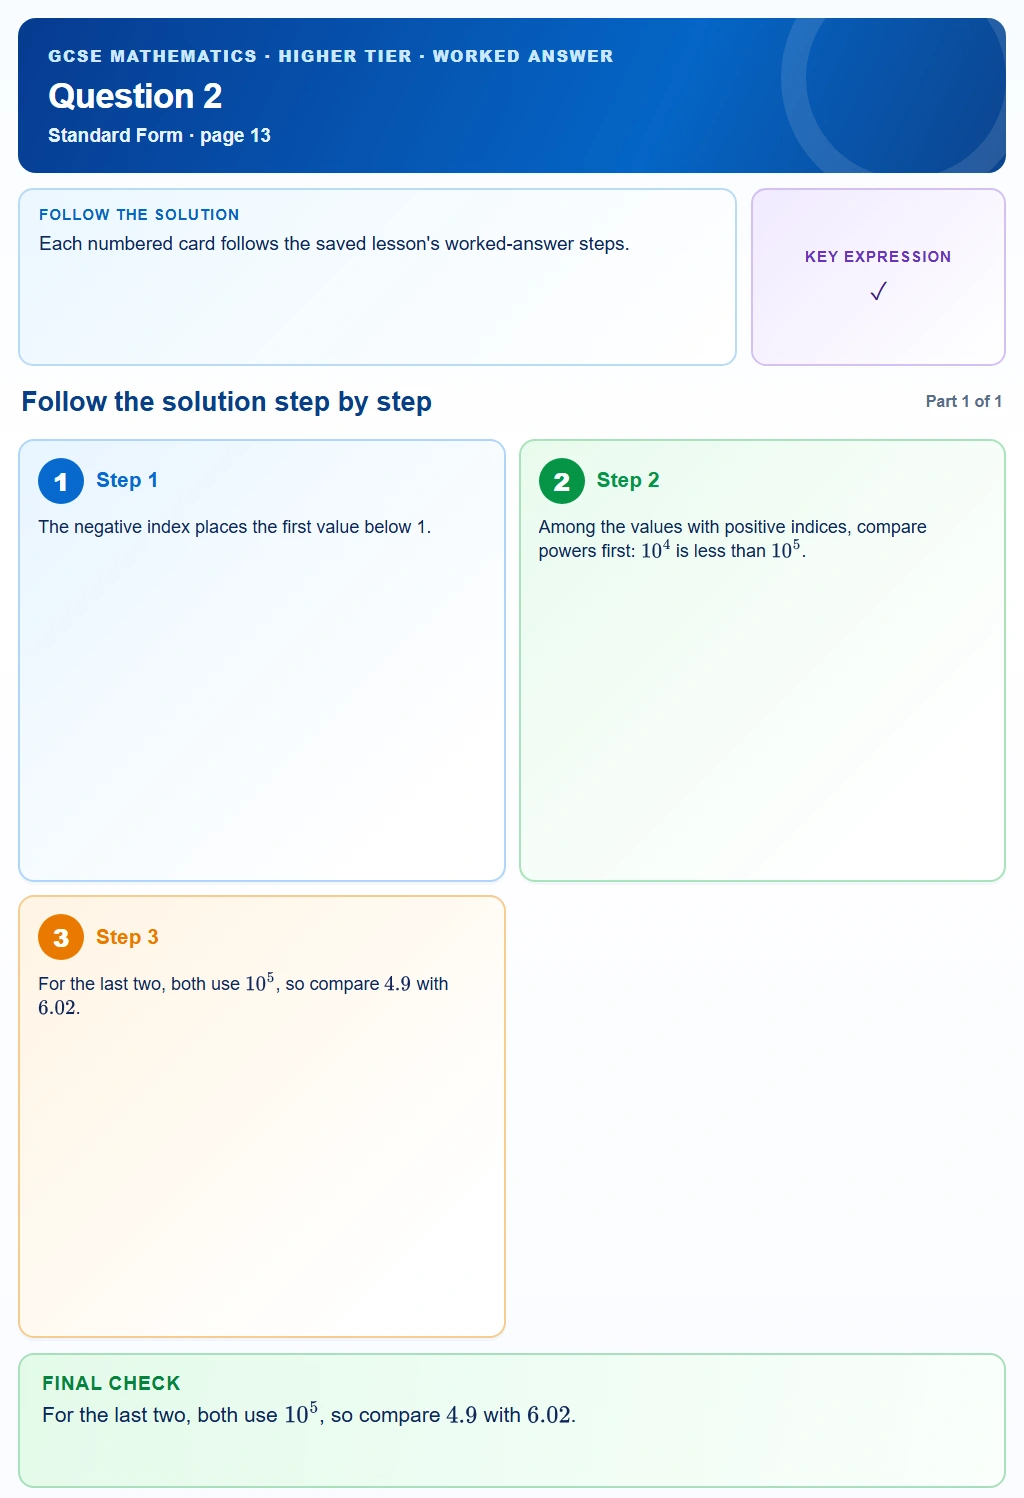 GCSE MATHEMATICS · HIGHER TIER · WORKED ANSWER
Question 2
Standard Form · page 13
FOLLOW THE SOLUTION
Each numbered card follows the saved lesson's worked-answer steps.
KEY EXPRESSION
✓
Follow the solution step by step
Part 1 of 1
1 Step 1
The negative index places the first value below 1.
2 Step 2
Among the values with positive indices, compare
powers first: 10⁴ is less than 10⁵.
3 Step 3
For the last two, both use 10⁵, so compare 4.9 with
6.02.
FINAL CHECK
For the last two, both use 10⁵, so compare 4.9 with 6.02.